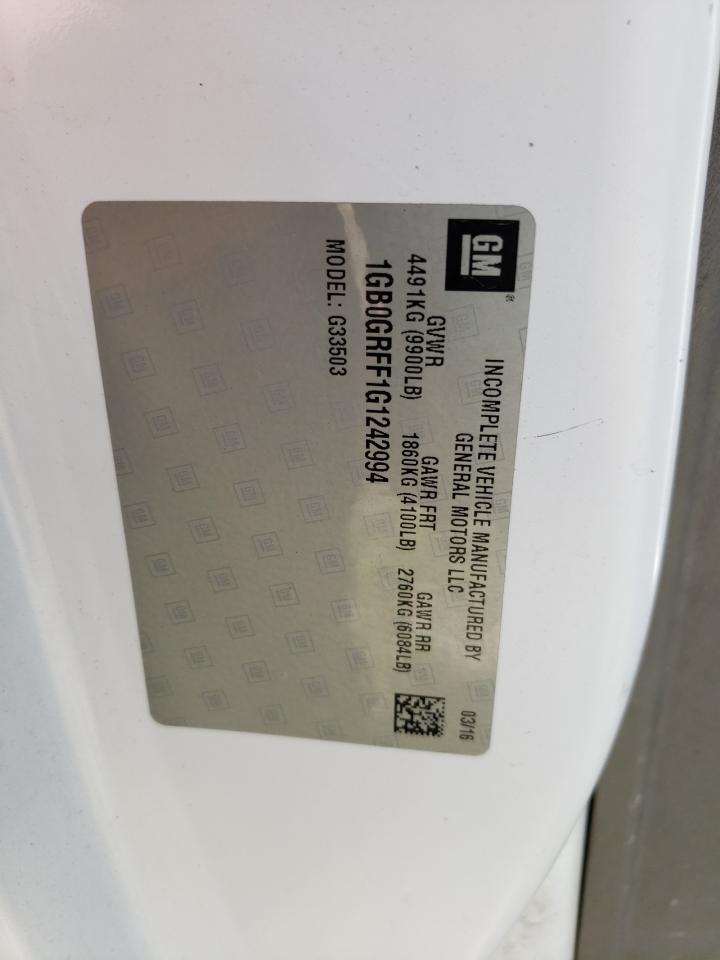 GM
INCOMPLETE VEHICLE MANUFACTURED BY
GENERAL MOTORS LLC
03/16
GVWR GAWR FRT GAWR RR
4491KG (9900LB) 1860KG (4100LB) 2760KG (6084LB)
1GB0GRFF1G1242994
MODEL: G33503